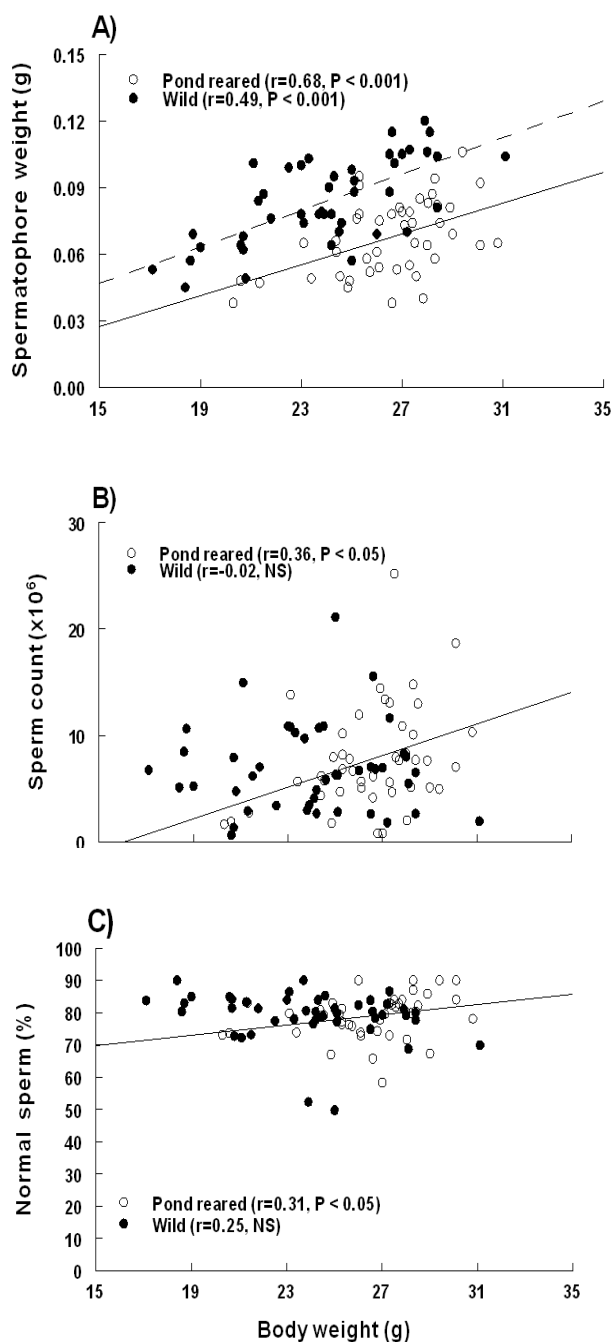 A)
Spermatophore weight (g)
0.15
0.12
0.09
0.06
0.03
0.00
Pond reared (r=0.68, P < 0.001)
Wild (r=0.49, P < 0.001)
15 19 23 27 31 35
B)
Sperm count (x10⁶)
30
20
10
0
Pond reared (r=0.36, P < 0.05)
Wild (r=-0.02, NS)
C)
Normal sperm (%)
100
90
80
70
60
50
40
30
20
10
0
Pond reared (r=0.31, P < 0.05)
Wild (r=0.25, NS)
15 19 23 27 31 35
Body weight (g)